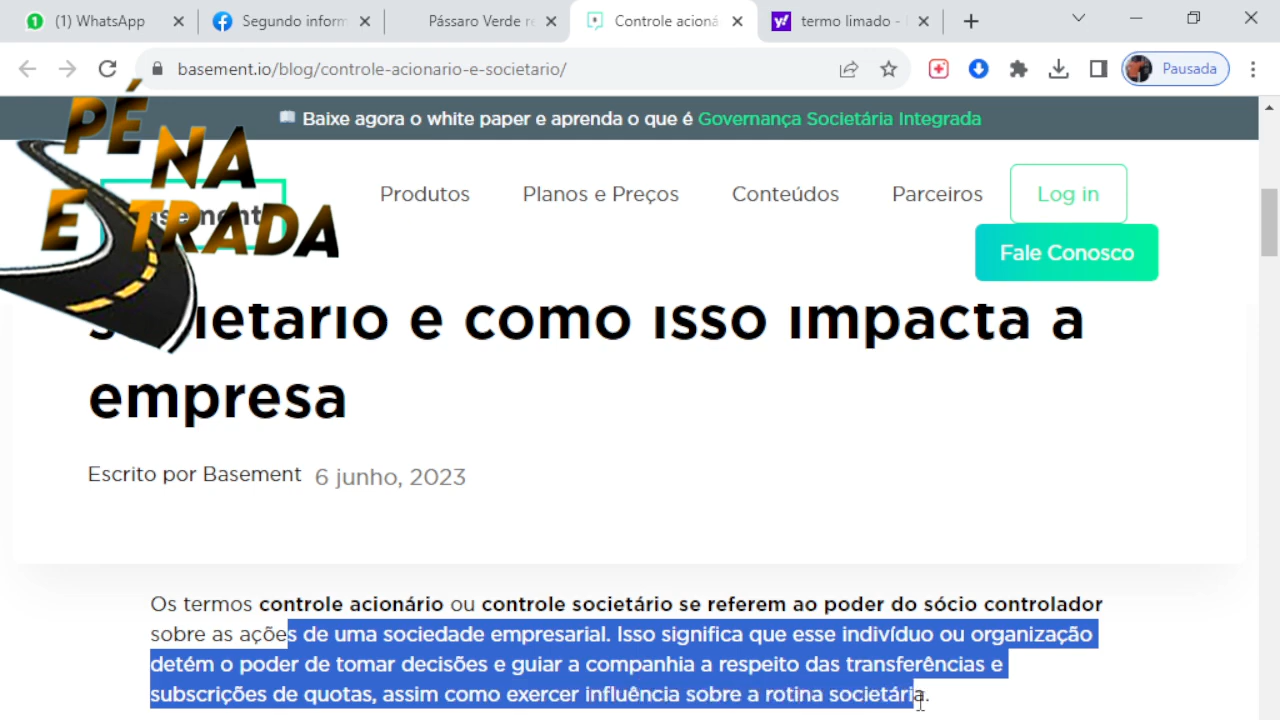 (1) WhatsApp
Segundo inform
Pássaro Verde re
Controle acioná
termo limado -
basement.io/blog/controle-acionario-e-societario/
Pausada
Baixe agora o white paper e aprenda o que é Governança Societária Integrada
PÉ
NA
E TRADA
Produtos
Planos e Preços
Conteúdos
Parceiros
Log in
Fale Conosco
societário e como isso impacta a
empresa
Escrito por Basement 6 junho, 2023
Os termos controle acionário ou controle societário se referem ao poder do sócio controlador
sobre as ações de uma sociedade empresarial. Isso significa que esse indivíduo ou organização
detém o poder de tomar decisões e guiar a companhia a respeito das transferências e
subscrições de quotas, assim como exercer influência sobre a rotina societária.